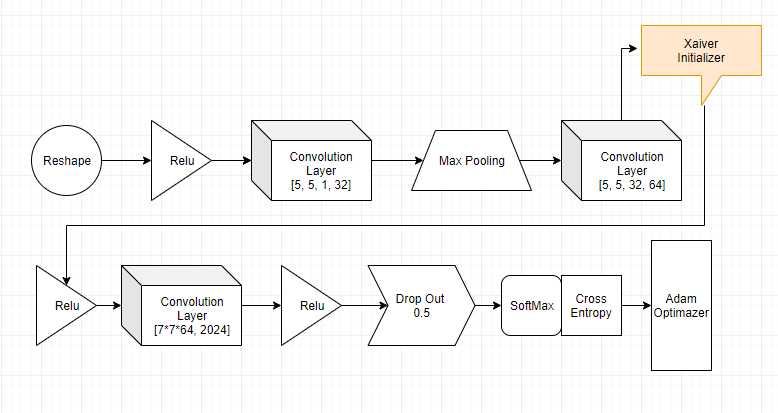 Xaiver
Initializer
Reshape
Relu
Convolution
Layer
[5, 5, 1, 32]
Max Pooling
Convolution
Layer
[5, 5, 32, 64]
Relu
Convolution
Layer
[7*7*64, 2024]
Relu
Drop Out
0.5
SoftMax
Cross
Entropy
Adam
Optimazer